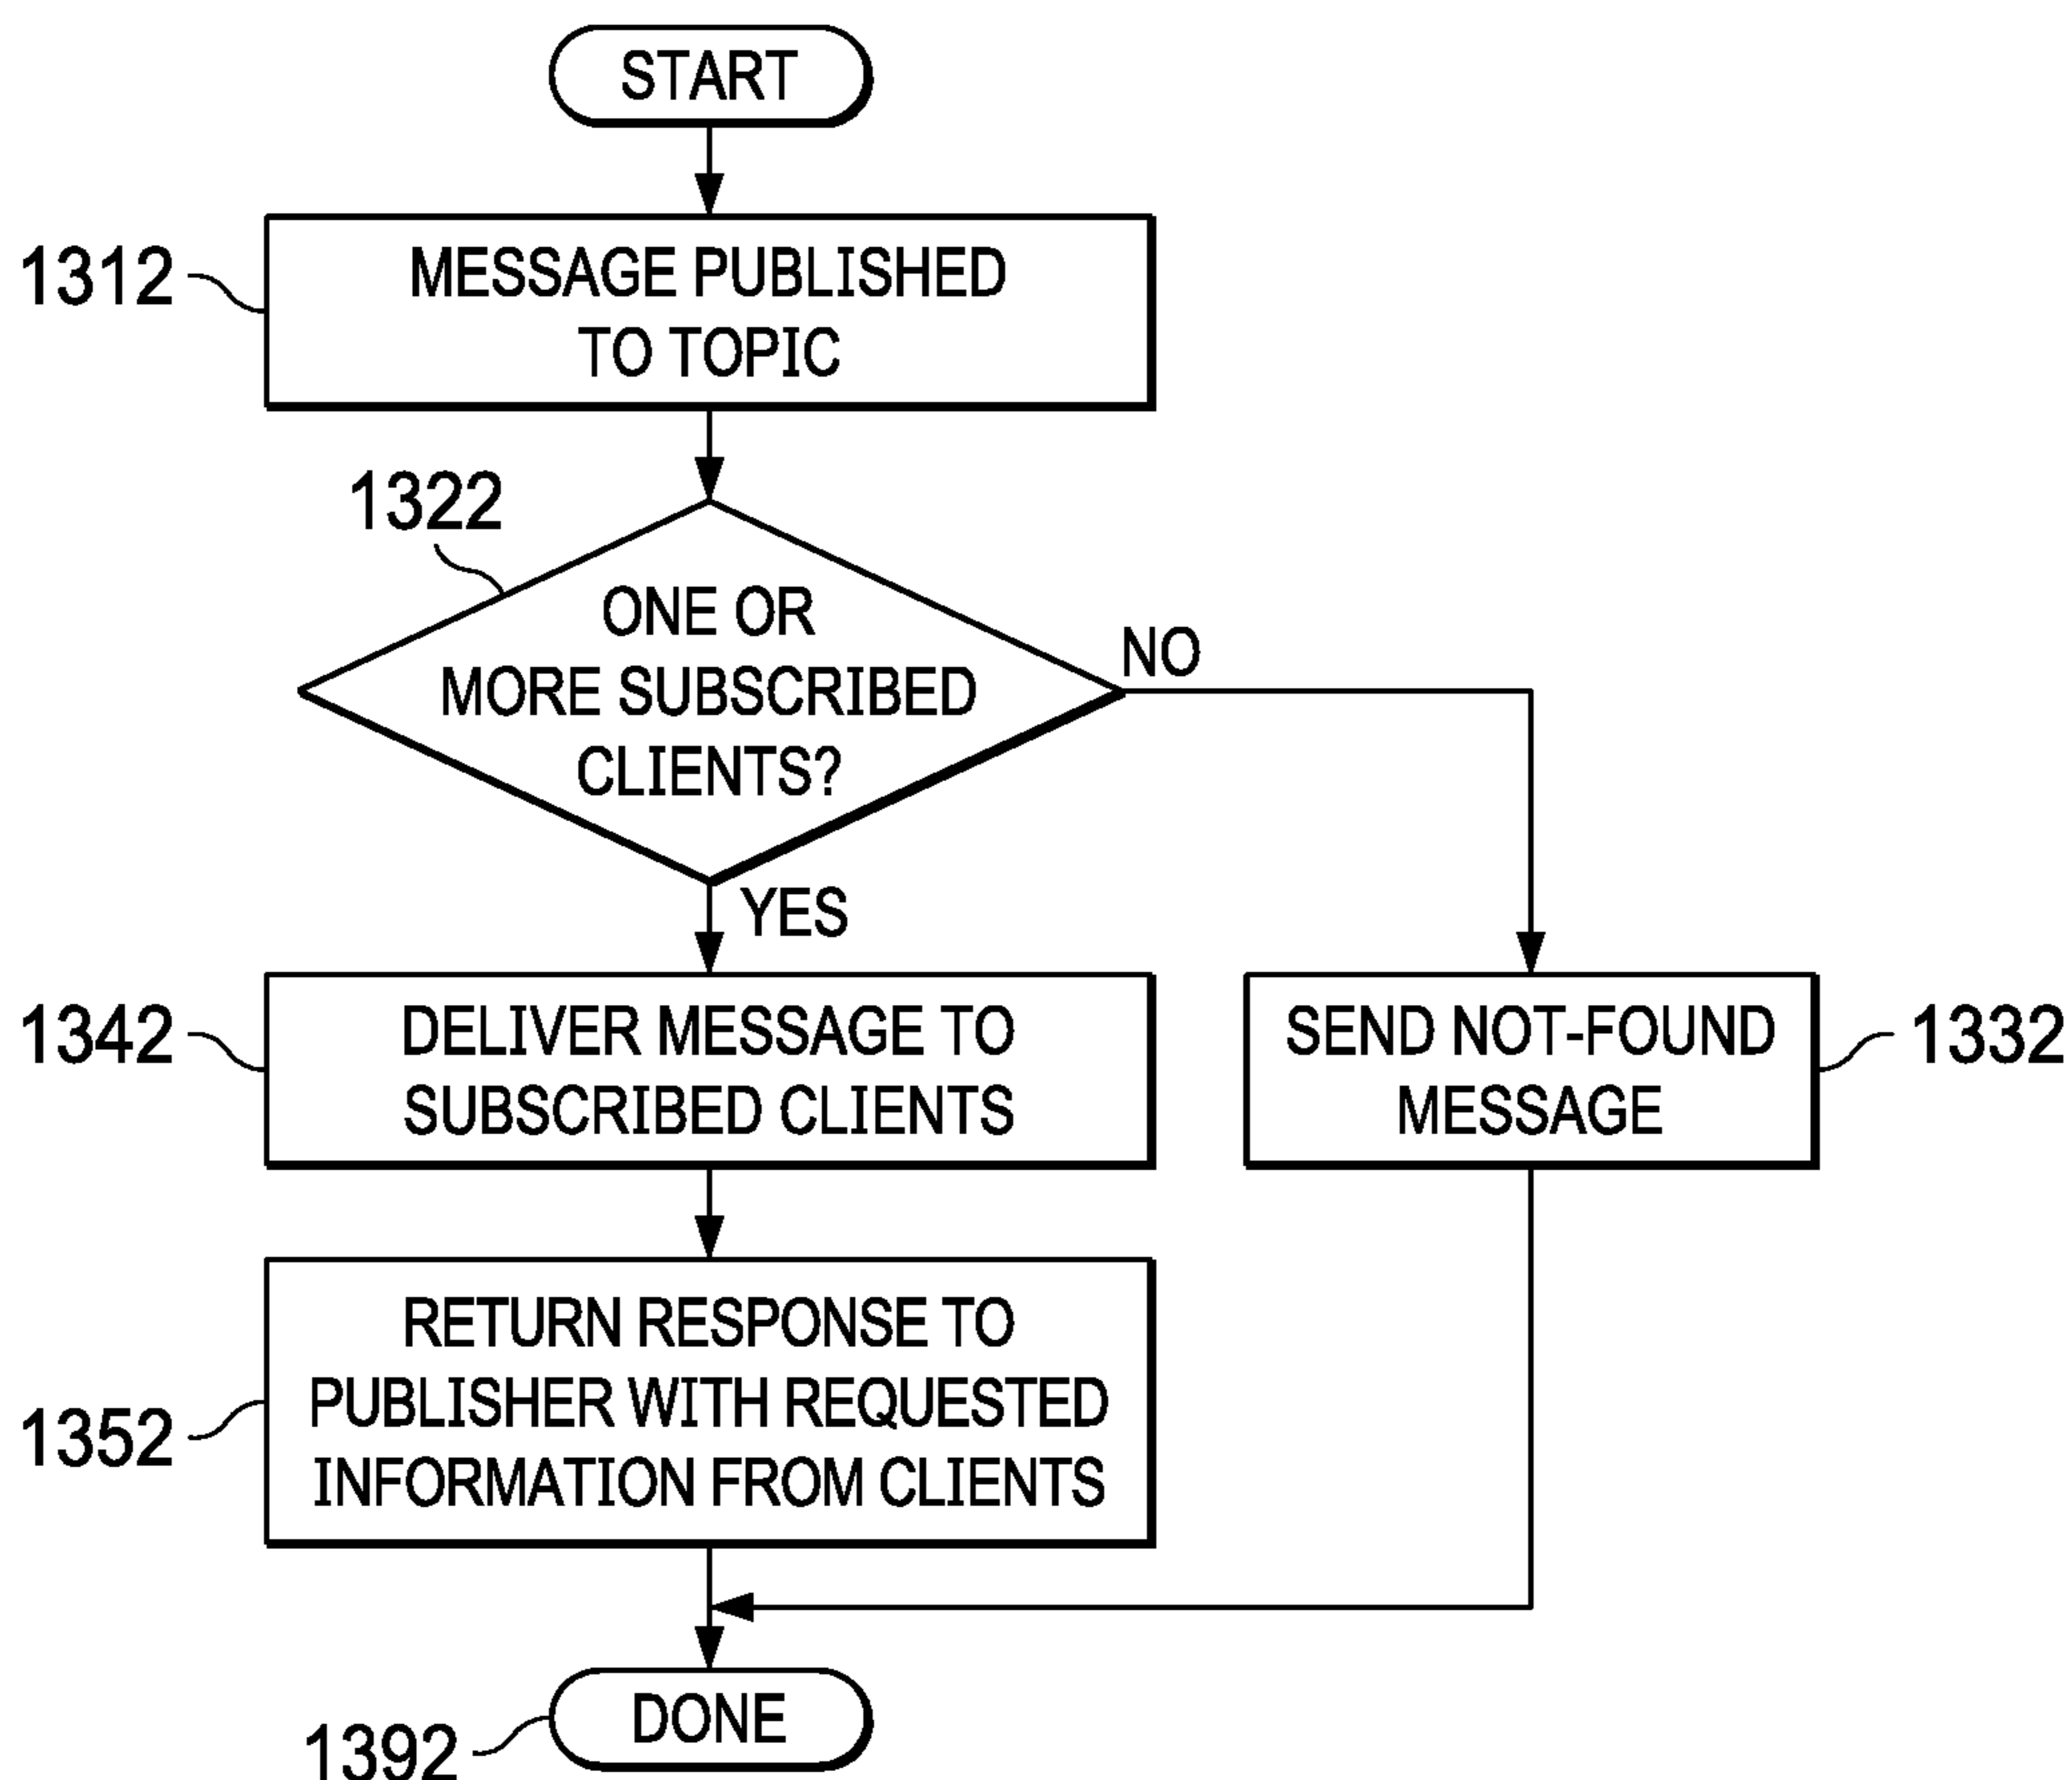 START
1312
MESSAGE PUBLISHED
TO TOPIC
1322
ONE OR
MORE SUBSCRIBED
CLIENTS?
NO
YES
1342
DELIVER MESSAGE TO
SUBSCRIBED CLIENTS
SEND NOT-FOUND
MESSAGE
1332
RETURN RESPONSE TO
PUBLISHER WITH REQUESTED
INFORMATION FROM CLIENTS
1352
DONE
1392